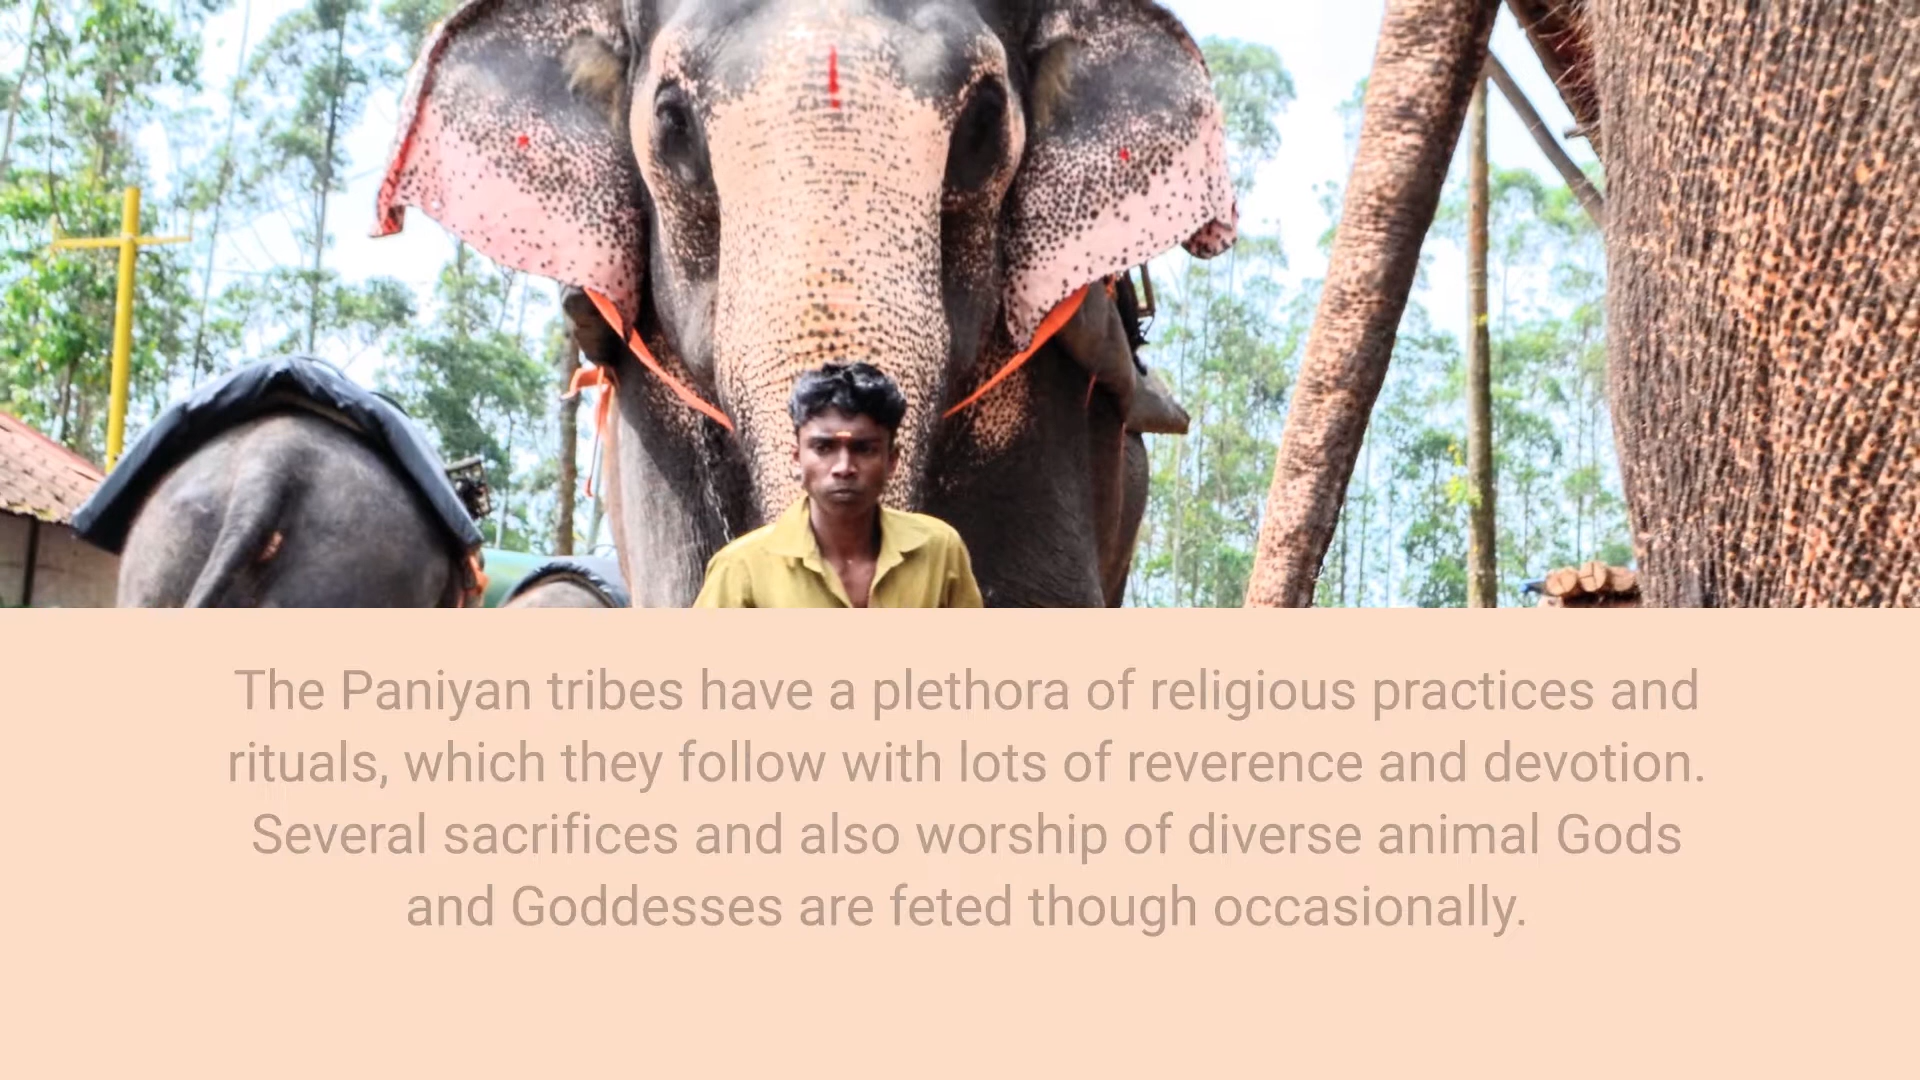 The Paniyan tribes have a plethora of religious practices and
rituals, which they follow with lots of reverence and devotion.
Several sacrifices and also worship of diverse animal Gods
and Goddesses are feted though occasionally.